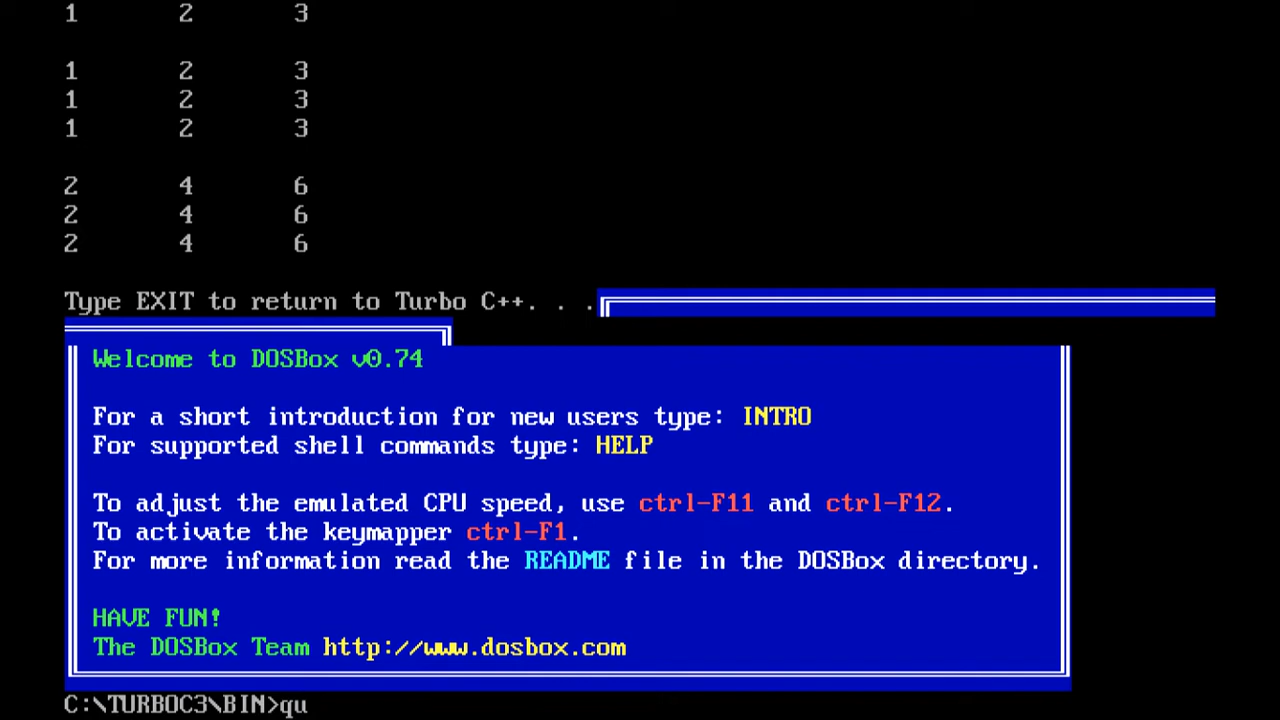 1 2 3
1 2 3
1 2 3
1 2 3
2 4 6
2 4 6
2 4 6
Type EXIT to return to Turbo C++. . .
Welcome to DOSBox v0.74
For a short introduction for new users type: INTRO
For supported shell commands type: HELP
To adjust the emulated CPU speed, use ctrl-F11 and ctrl-F12.
To activate the keymapper ctrl-F1.
For more information read the README file in the DOSBox directory.
HAVE FUN!
The DOSBox Team http://www.dosbox.com
C:\TURBOC3\BIN>qu